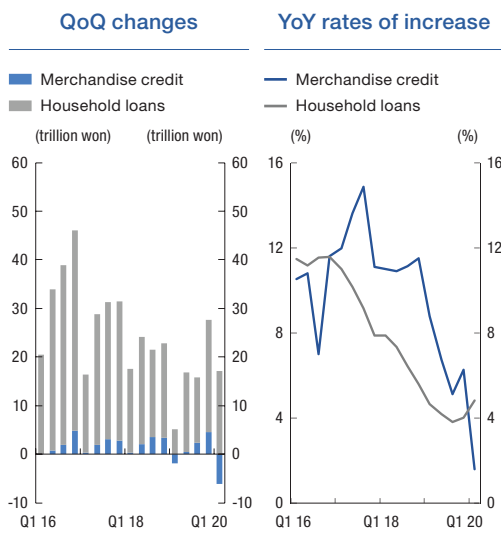 QoQ changes
Merchandise credit
Household loans
(trillion won) (trillion won)
60 60
50 50
40 40
30 30
20 20
10 10
0 0
-10 -10
Q1 16 Q1 18 Q1 20
YoY rates of increase
Merchandise credit
Household loans
(%) (%)
16 16
12 12
8 8
4 4
0 0
Q1 16 Q1 18 Q1 20